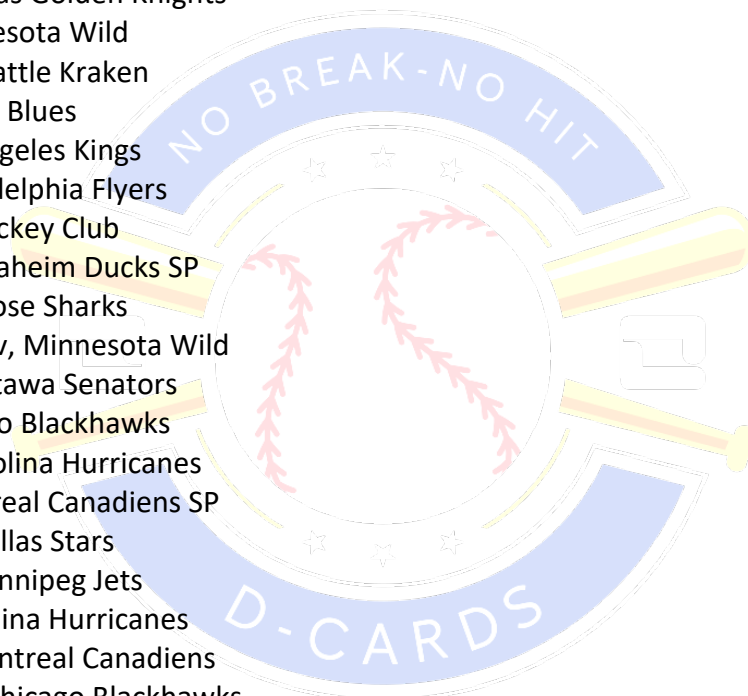 as Golden Knights
esota Wild
attle Kraken
Blues
geles Kings
delphia Flyers
ckey Club
aheim Ducks SP
ose Sharks
v, Minnesota Wild
tawa Senators
o Blackhawks
olina Hurricanes
real Canadiens SP
llas Stars
nnipeg Jets
ina Hurricanes
ntreal Canadiens
hicago Blackhawks
NO BREAK-NO HIT
D-CARDS